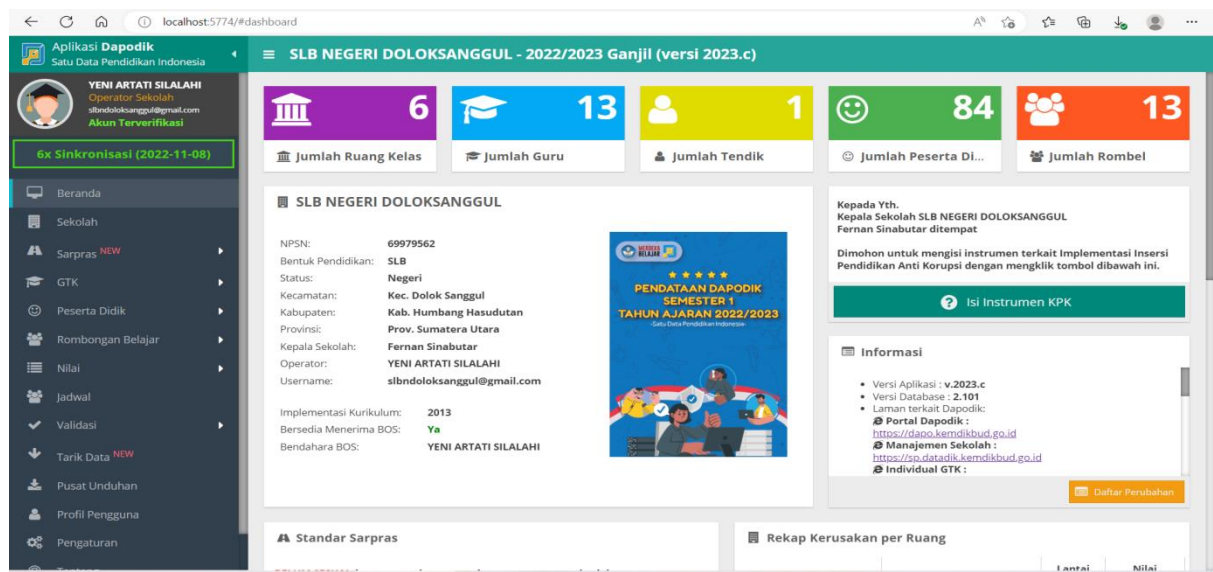 localhost:5774/#dashboard
Aplikasi Dapodik
Satu Data Pendidikan Indonesia
SLB NEGERI DOLOKSANGGUL - 2022/2023 Ganjil (versi 2023.c)
YENI ARTATI SILALAHI
Operator Sekolah
slbndoloksanggul@gmail.com
Akun Terverifikasi
6x Sinkronisasi (2022-11-08)
Beranda
Sekolah
Sarpras NEW
GTK
Peserta Didik
Rombongan Belajar
Nilai
Jadwal
Validasi
Tarik Data NEW
Pusat Unduhan
Profil Pengguna
Pengaturan
6
Jumlah Ruang Kelas
13
Jumlah Guru
1
Jumlah Tendik
84
Jumlah Peserta Di...
13
Jumlah Rombel
SLB NEGERI DOLOKSANGGUL
NPSN: 69979562
Bentuk Pendidikan: SLB
Status: Negeri
Kecamatan: Kec. Dolok Sanggul
Kabupaten: Kab. Humbang Hasudutan
Provinsi: Prov. Sumatera Utara
Kepala Sekolah: Fernan Sinabutar
Operator: YENI ARTATI SILALAHI
Username: slbndoloksanggul@gmail.com
Implementasi Kurikulum: 2013
Bersedia Menerima BOS: Ya
Bendahara BOS: YENI ARTATI SILALAHI
MERDEKA
BELAJAR
PENDATAAN DAPODIK
SEMESTER 1
TAHUN AJARAN 2022/2023
-Satu Data Pendidikan Indonesia-
Kepada Yth.
Kepala Sekolah SLB NEGERI DOLOKSANGGUL
Fernan Sinabutar ditempat
Dimohon untuk mengisi instrumen terkait Implementasi Insersi
Pendidikan Anti Korupsi dengan mengklik tombol dibawah ini.
Isi Instrumen KPK
Informasi
Versi Aplikasi : v.2023.c
Versi Database : 2.101
Laman terkait Dapodik:
Portal Dapodik :
https://dapo.kemdikbud.go.id
Manajemen Sekolah :
https://sp.datadik.kemdikbud.go.id
Individual GTK :
Daftar Perubahan
Standar Sarpras
Rekap Kerusakan per Ruang
Lantai Nilai